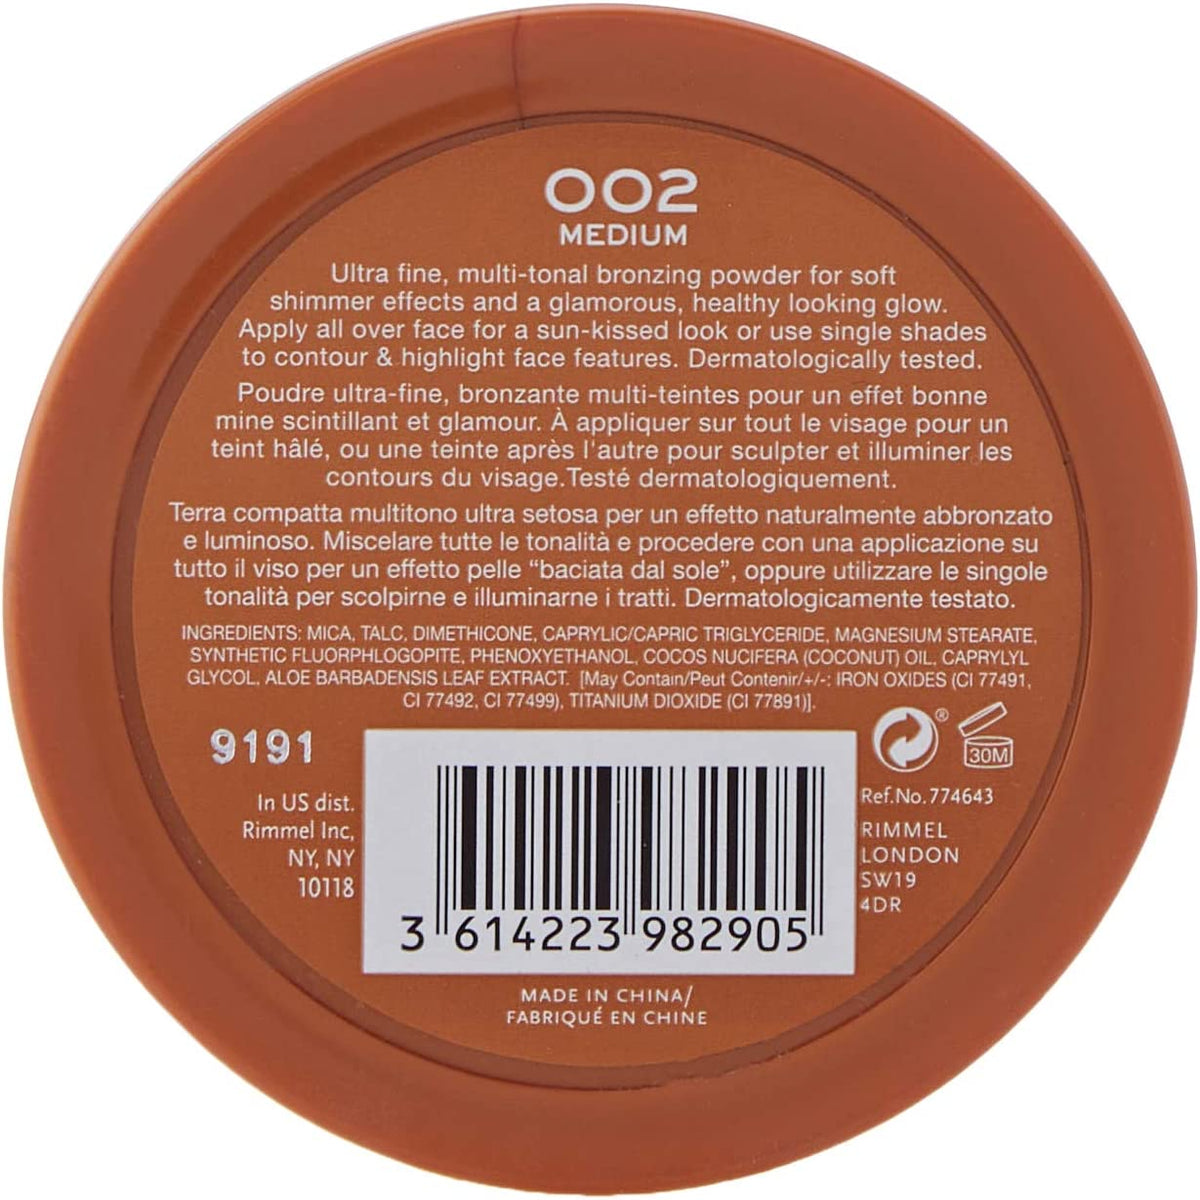 002
MEDIUM
Ultra fine, multi-tonal bronzing powder for soft
shimmer effects and a glamorous, healthy looking glow.
Apply all over face for a sun-kissed look or use single shades
to contour & highlight face features. Dermatologically tested.
Poudre ultra-fine, bronzante multi-teintes pour un effet bonne
mine scintillant et glamour. À appliquer sur tout le visage pour un
teint hâlé, ou une teinte après l'autre pour sculpter et illuminer les
contours du visage.Testé dermatologiquement.
Terra compatta multitono ultra setosa per un effetto naturalmente abbronzato
e luminoso. Miscelare tutte le tonalità e procedere con una applicazione su
tutto il viso per un effetto pelle “baciata dal sole”, oppure utilizzare le singole
tonalità per scolpirne e illuminarne i tratti. Dermatologicamente testato.
INGREDIENTS: MICA, TALC, DIMETHICONE, CAPRYLIC/CAPRIC TRIGLYCERIDE, MAGNESIUM STEARATE,
SYNTHETIC FLUORPHLOGOPITE, PHENOXYETHANOL, COCOS NUCIFERA (COCONUT) OIL, CAPRYLYL
GLYCOL, ALOE BARBADENSIS LEAF EXTRACT. [May Contain/Peut Contenir/+/-: IRON OXIDES (CI 77491,
CI 77492, CI 77499), TITANIUM DIOXIDE (CI 77891)].
9191
®
30M
In US dist.
Rimmel Inc,
NY, NY
10118
Ref.No.774643
RIMMEL
LONDON
SW19
4DR
3 614223 982905
MADE IN CHINA/
FABRIQUÉ EN CHINE